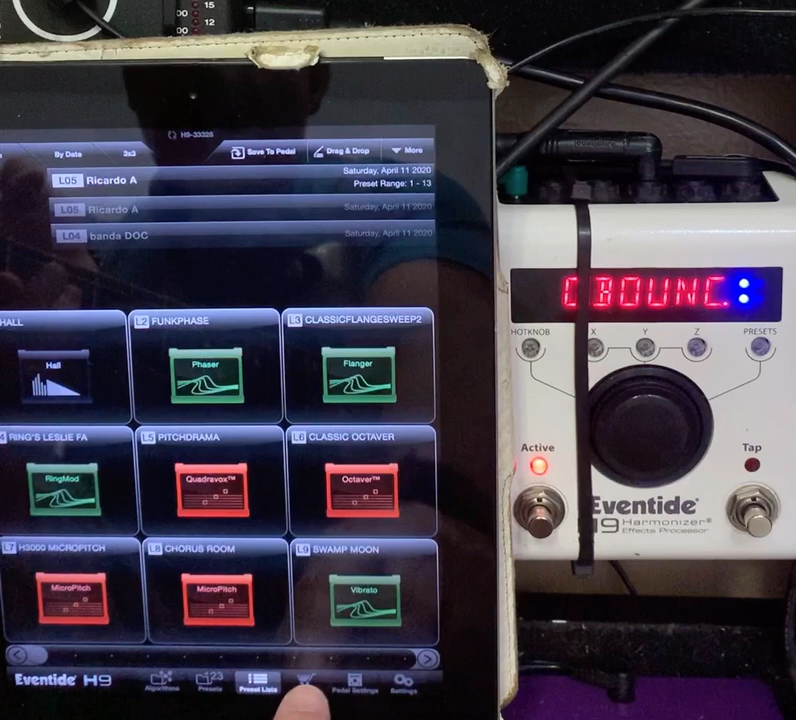 15
12
H9-33328
By Date
3x3
Save To Pedal
Drag & Drop
More
L05 Ricardo A
Saturday, April 11 2020
Preset Range: 1 - 13
L05 Ricardo A
Saturday, April 11 2020
L04 banda DOC
Saturday, April 11 2020
HALL
L2 FUNKPHASE
L3 CLASSICFLANGESWEEP2
Hall
Phaser
Flanger
4 RING'S LESLIE FA
L5 PITCHDRAMA
L6 CLASSIC OCTAVER
RingMod
Quadravox™
Octaver™
L7 H3000 MICROPITCH
L8 CHORUS ROOM
L9 SWAMP MOON
MicroPitch
MicroPitch
Vibrato
Eventide H9
Algorithms
Presets
Preset Lists
Pedal Settings
Settings
BOUNC
HOTKNOB
X
Y
Z
PRESETS
Active
Tap
Eventide®
H9 Harmonizer®
Effects Processor